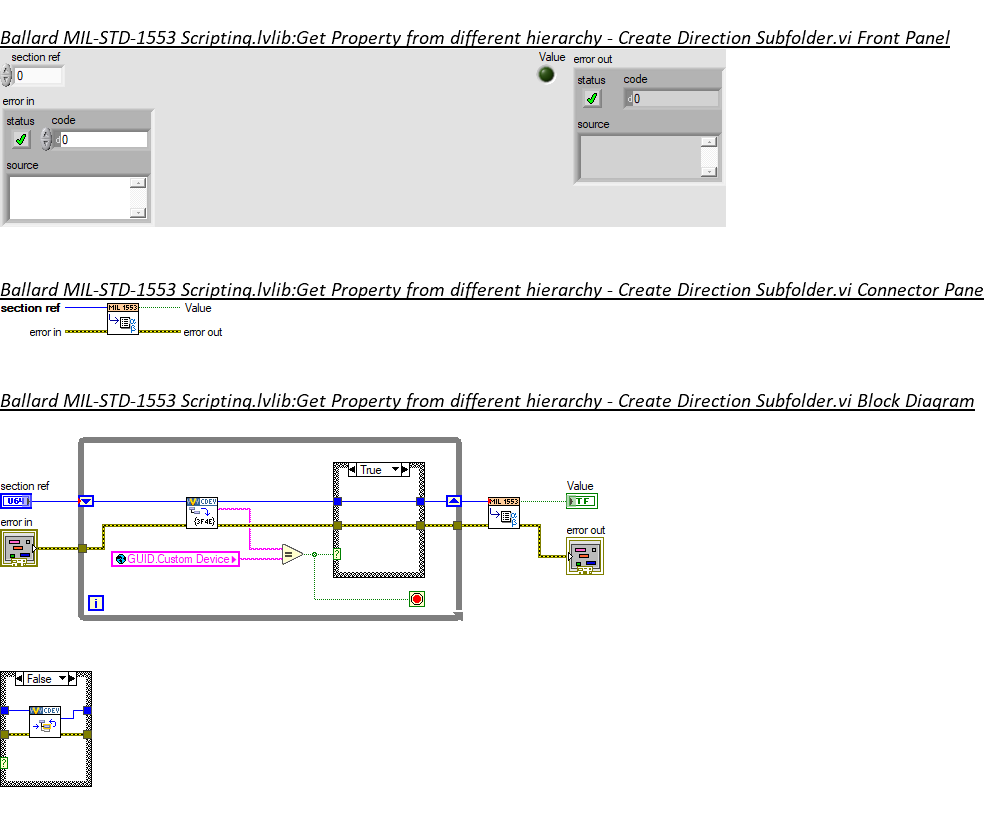 Ballard MIL-STD-1553 Scripting.lvlib:Get Property from different hierarchy - Create Direction Subfolder.vi Front Panel
section ref
0
error in
status code
0
source
Value
error out
status code
0
source
Ballard MIL-STD-1553 Scripting.lvlib:Get Property from different hierarchy - Create Direction Subfolder.vi Connector Pane
section ref
MIL 1553
Value
error in
error out
Ballard MIL-STD-1553 Scripting.lvlib:Get Property from different hierarchy - Create Direction Subfolder.vi Block Diagram
True
section ref
U64
CDEV
{3F4E}
MIL 1553
Value
TF
error in
error out
GUID.Custom Device
=
?
i
False
CDEV
?